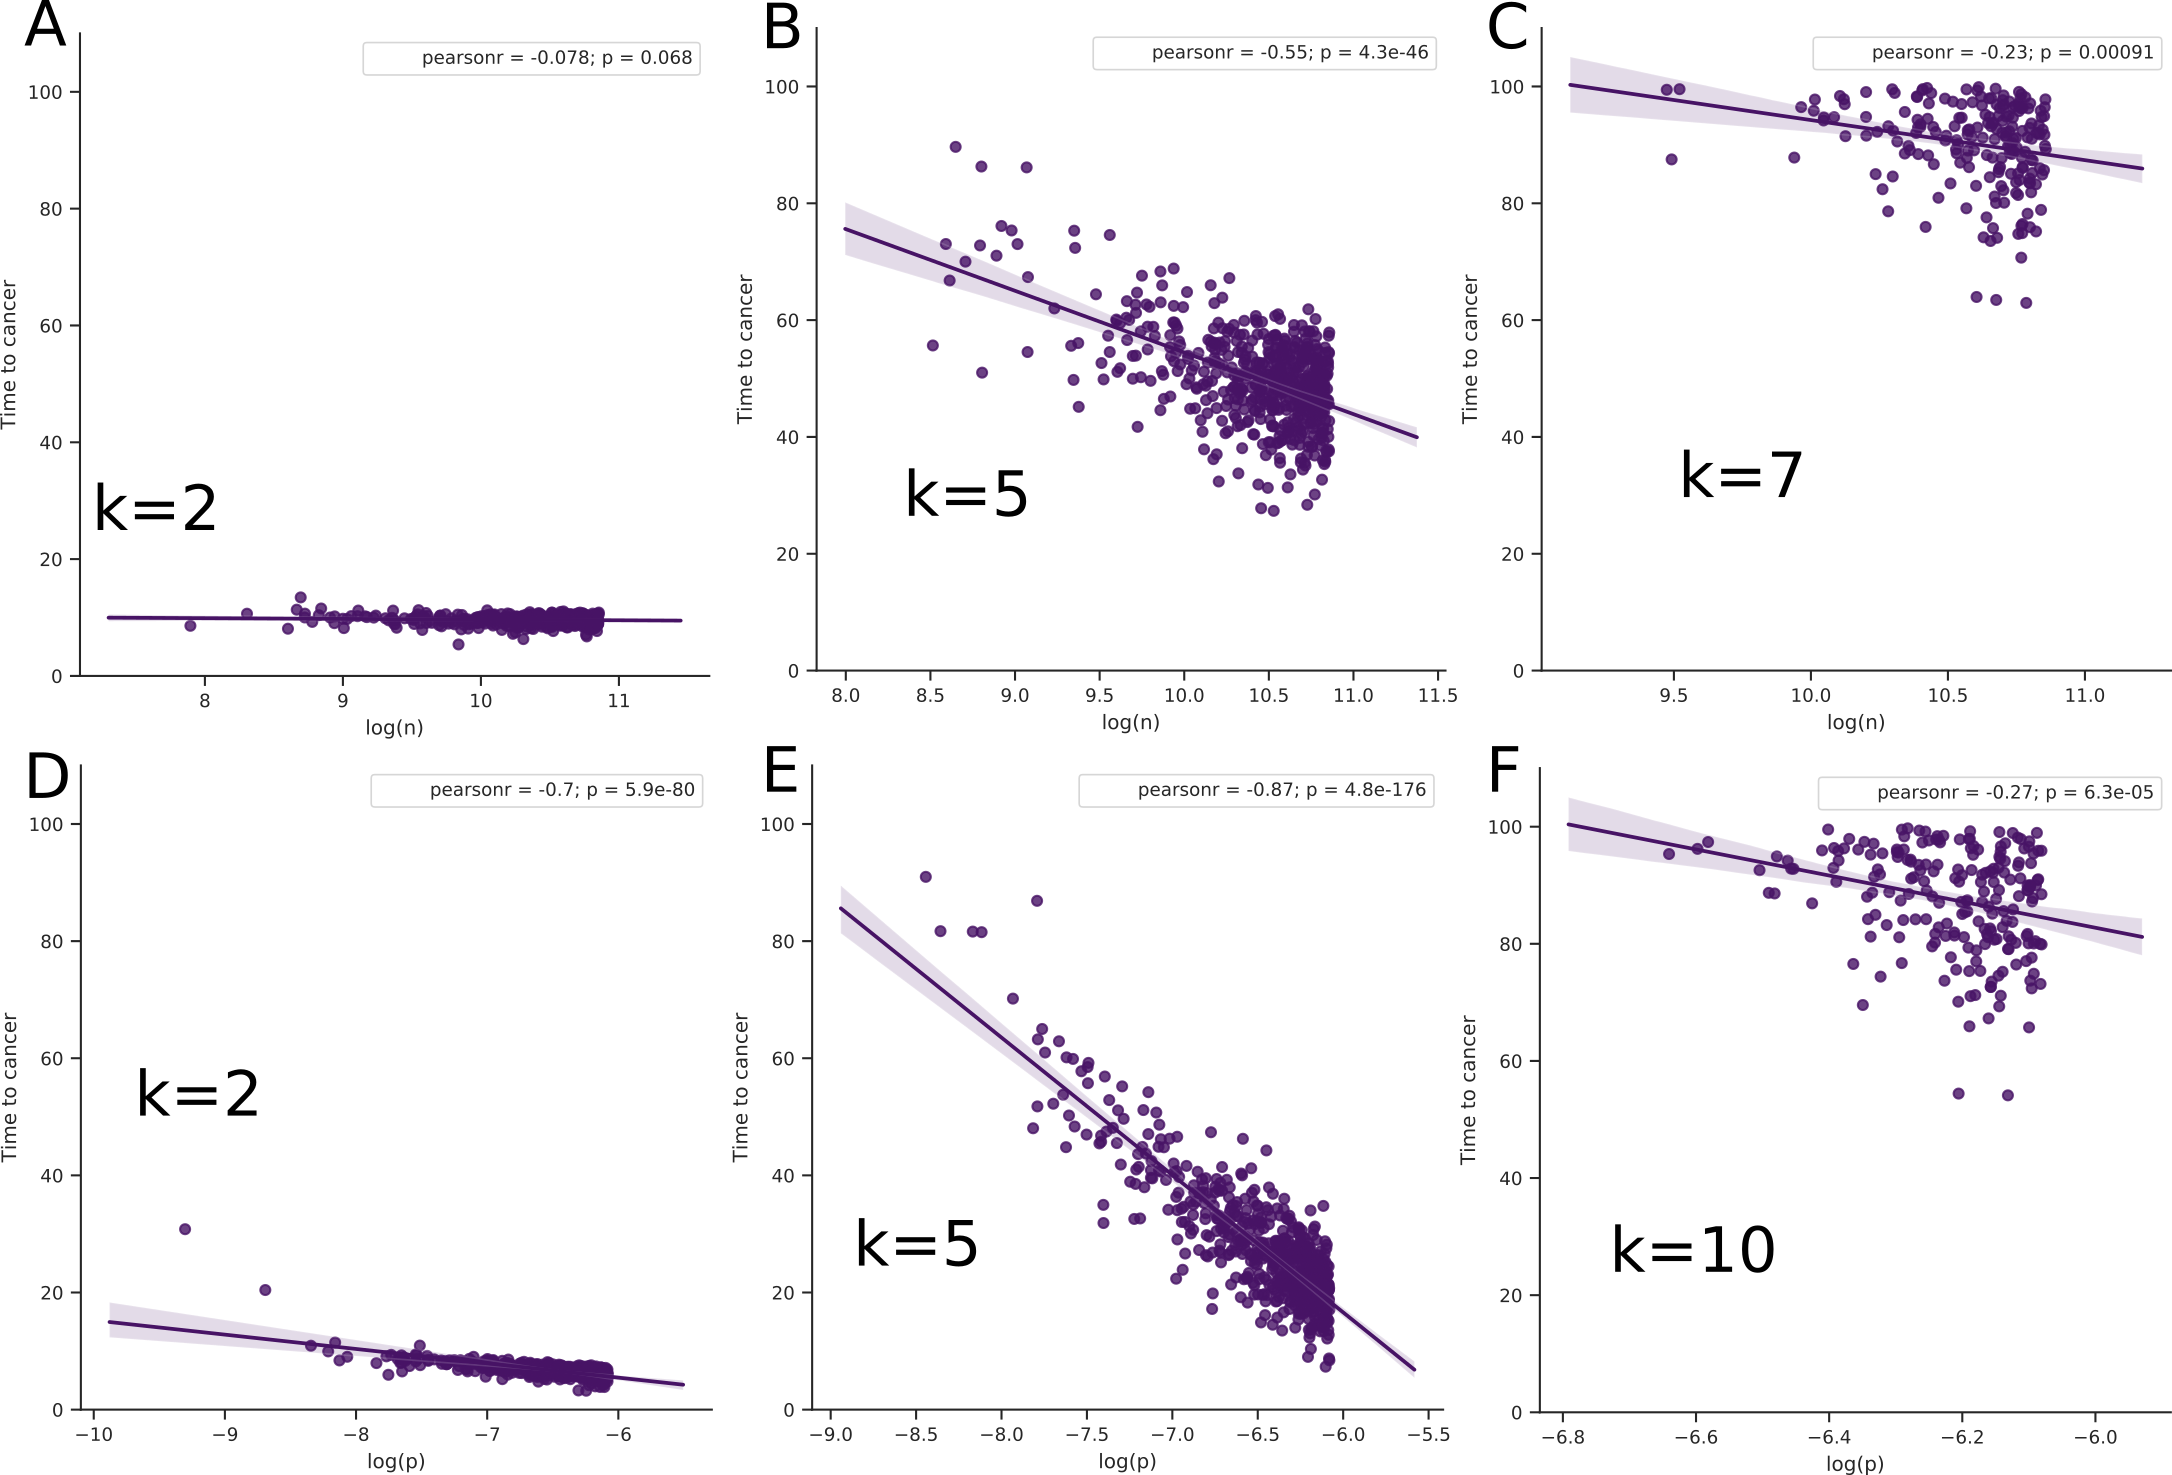 A
pearsonr = -0.078; p = 0.068
Time to cancer
100
80
60
40
20
0
k=2
8 9 10 11
log(n)
B
pearsonr = -0.55; p = 4.3e-46
Time to cancer
100
80
60
40
20
0
k=5
8.0 8.5 9.0 9.5 10.0 10.5 11.0 11.5
log(n)
C
pearsonr = -0.23; p = 0.00091
Time to cancer
100
80
60
40
20
0
k=7
9.5 10.0 10.5 11.0
log(n)
D
pearsonr = -0.7; p = 5.9e-80
Time to cancer
100
80
60
40
20
0
k=2
−10 −9 −8 −7 −6
log(p)
E
pearsonr = -0.87; p = 4.8e-176
Time to cancer
100
80
60
40
20
0
k=5
−9.0 −8.5 −8.0 −7.5 −7.0 −6.5 −6.0 −5.5
log(p)
F
pearsonr = -0.27; p = 6.3e-05
Time to cancer
100
80
60
40
20
0
k=10
−6.8 −6.6 −6.4 −6.2 −6.0
log(p)